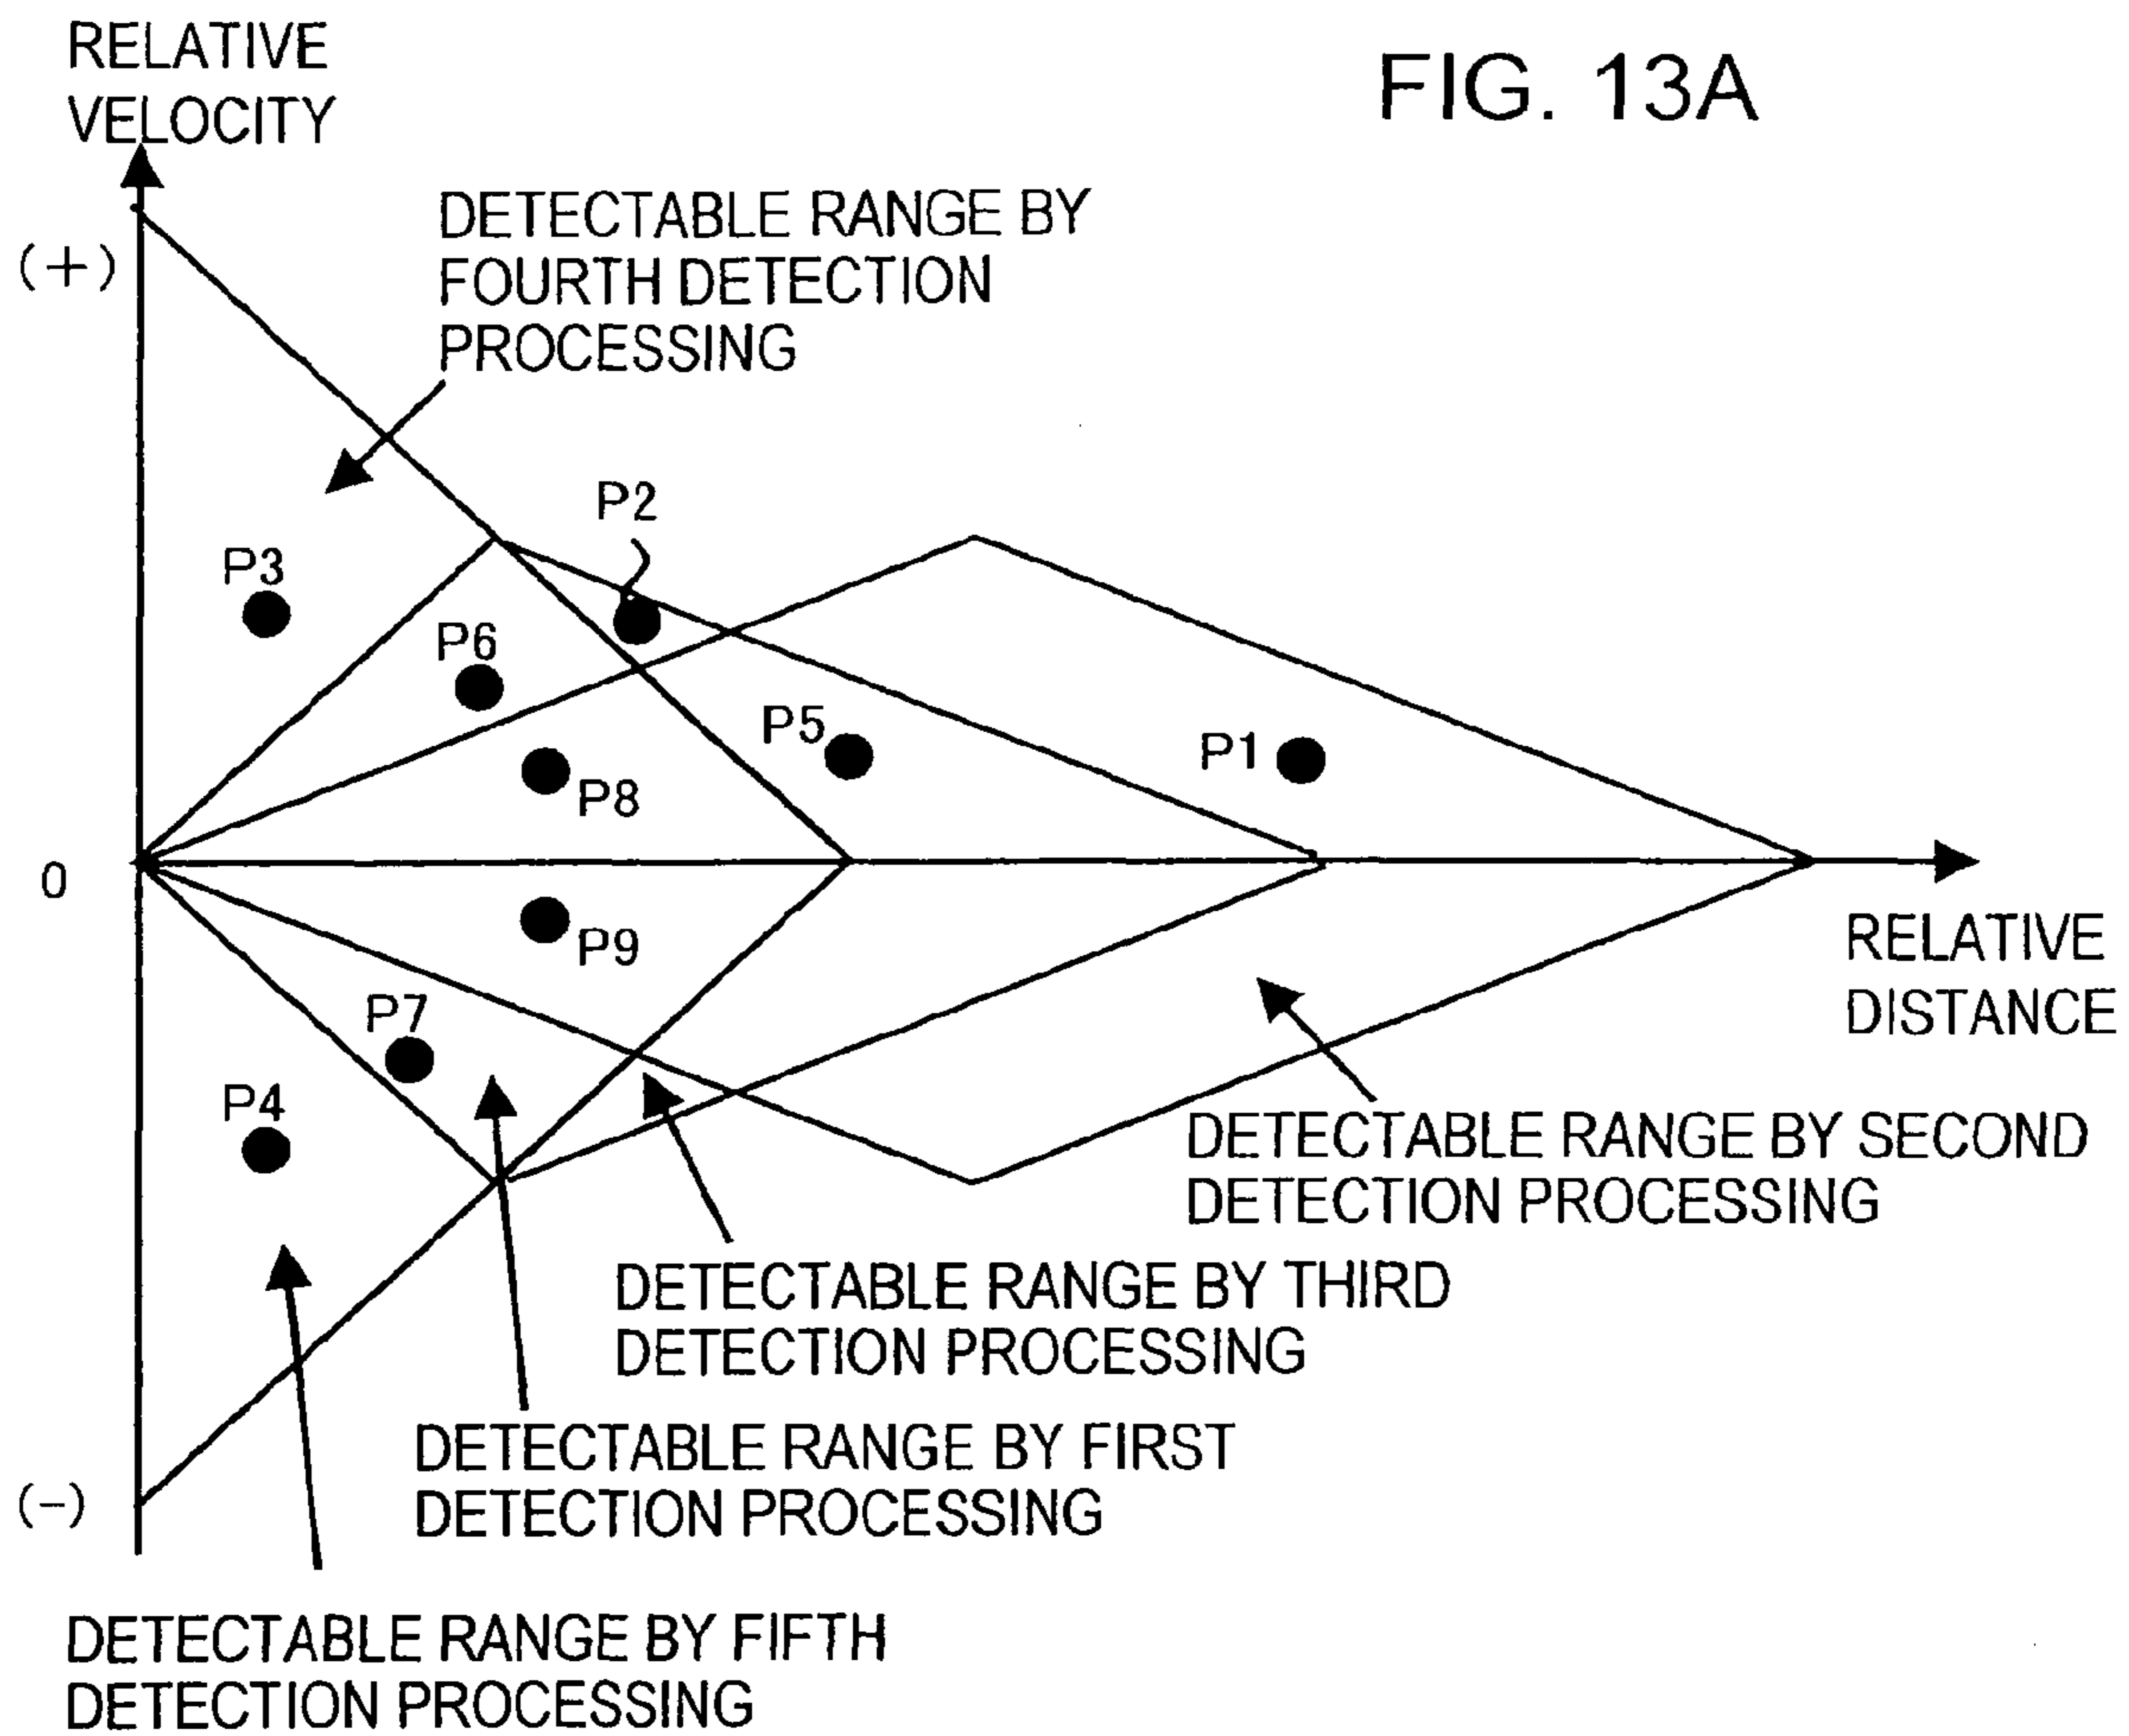 RELATIVE
VELOCITY
FIG. 13A
(+)
DETECTABLE RANGE BY
FOURTH DETECTION
PROCESSING
P2
P3
P6
P5
P1
P8
0
P9
RELATIVE
DISTANCE
P7
P4
DETECTABLE RANGE BY SECOND
DETECTION PROCESSING
DETECTABLE RANGE BY THIRD
DETECTION PROCESSING
DETECTABLE RANGE BY FIRST
DETECTION PROCESSING
(-)
DETECTABLE RANGE BY FIFTH
DETECTION PROCESSING